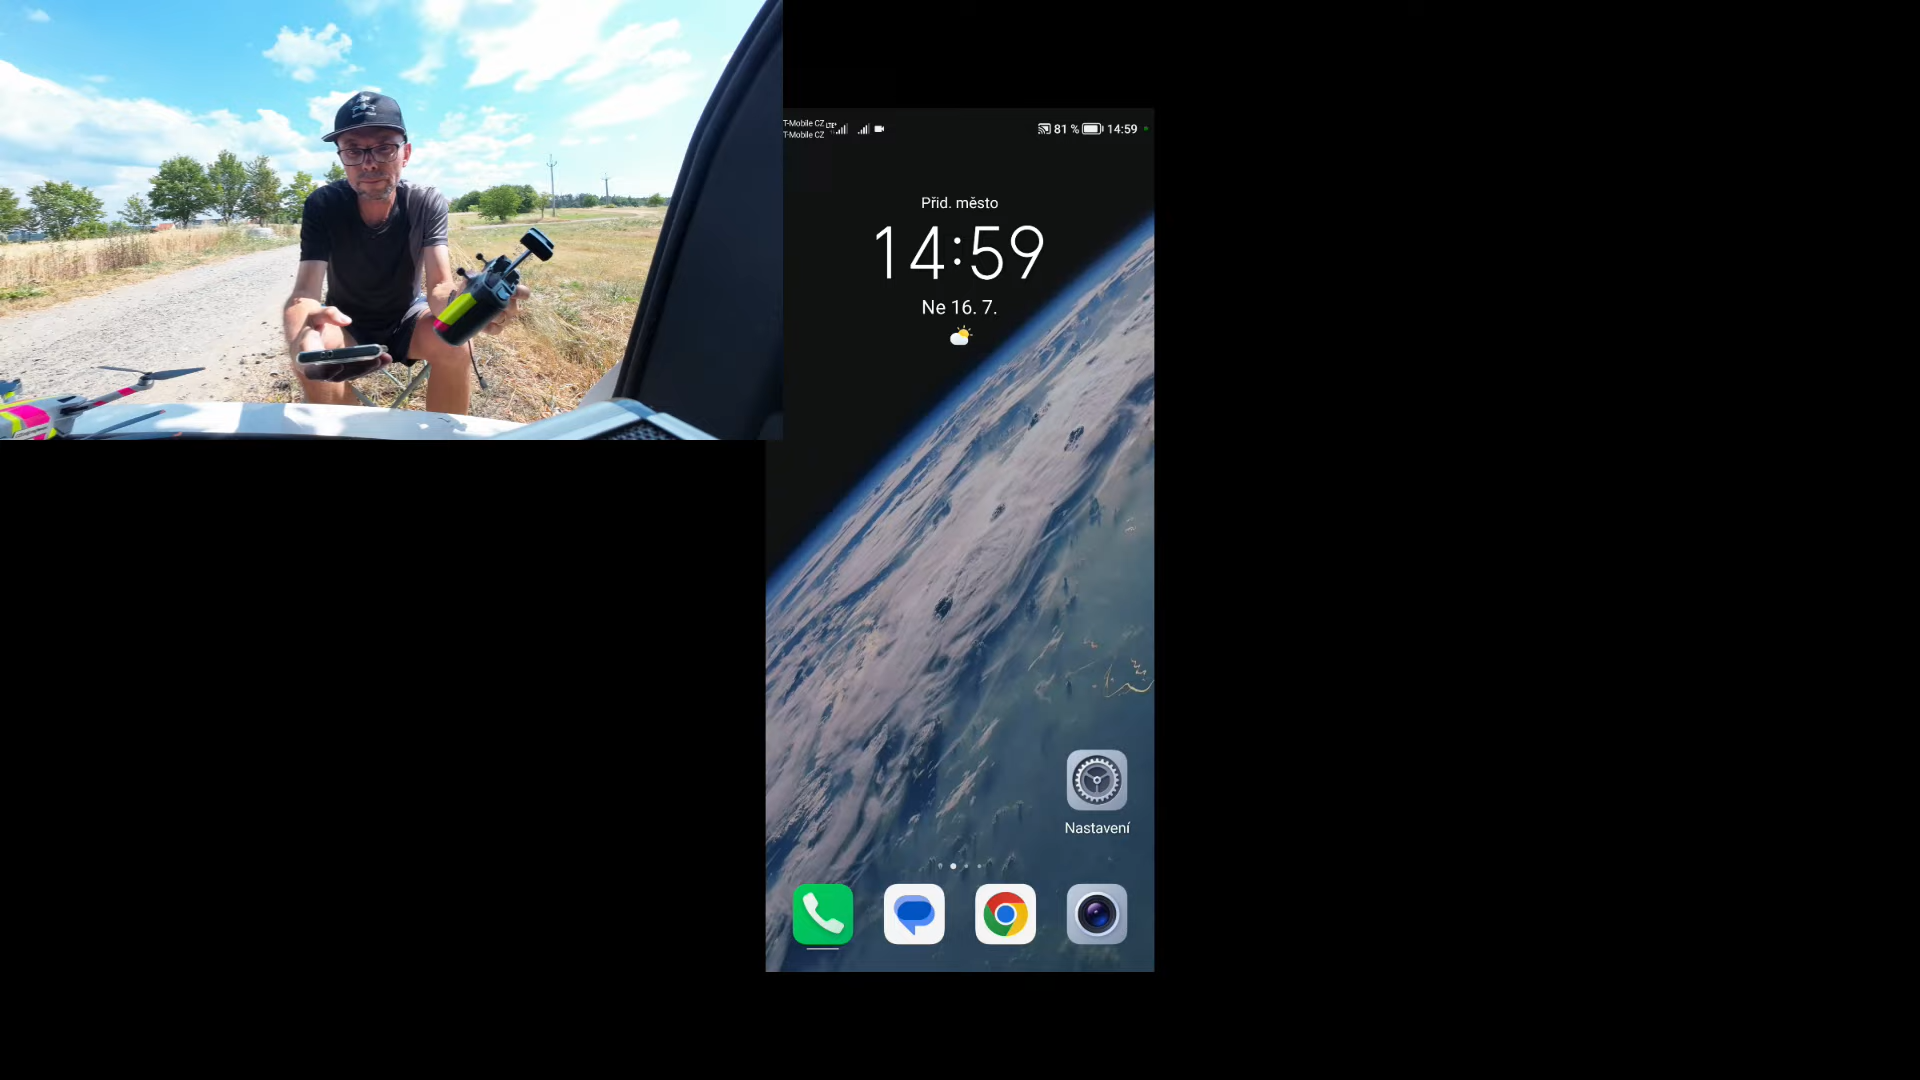 T-Mobile CZ
T-Mobile CZ
81 %
14:59
Přid. město
14:59
Ne 16. 7.
Nastavení